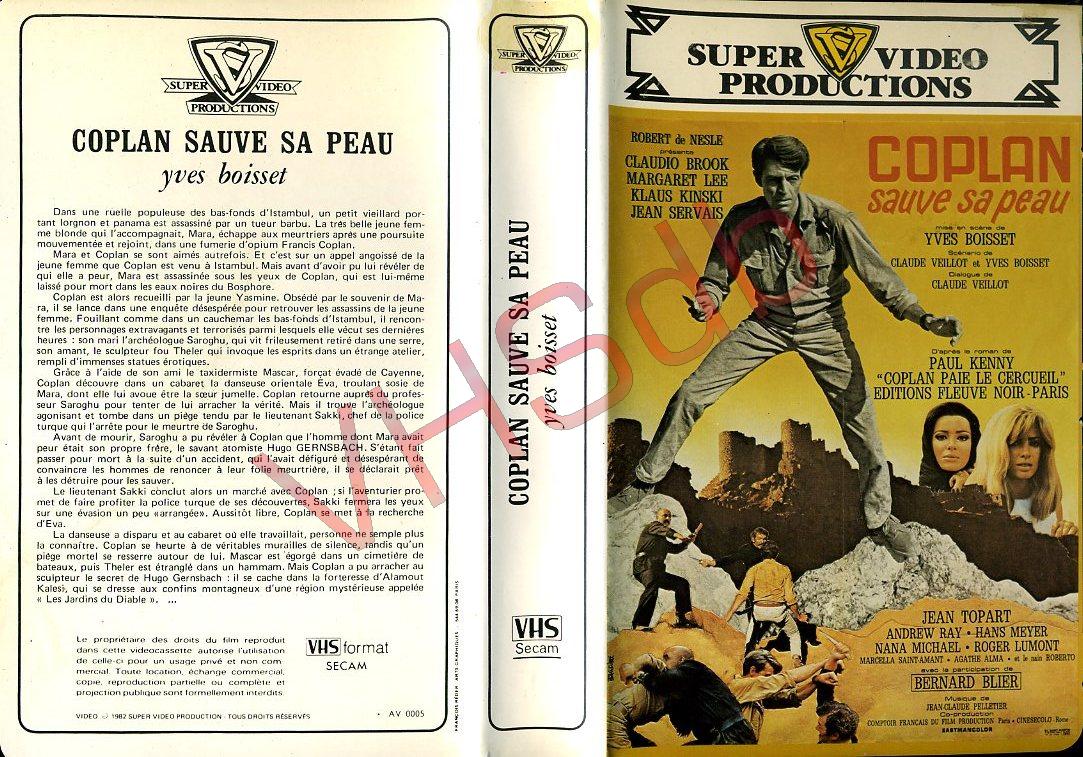 SUPER VIDEO
PRODUCTIONS
COPLAN SAUVE SA PEAU
yves boisset
Dans une ruelle populeuse des bas-fonds d'Istambul, un petit vieillard por-
tant lorgnon et panama est assassiné par un tueur barbu. La très belle jeune fem-
me blonde qui l'accompagnait, Mara, échappe aux meurtriers après une poursuite
mouvementée et rejoint, dans une fumerie d'opium Francis Coplan.
Mara et Coplan se sont aimés autrefois. Et c'est sur un appel angoissé de la
jeune femme que Coplan est venu à Istambul. Mais avant d'avoir pu lui révéler de
qui elle a peur, Mara est assassinée sous les yeux de Coplan, qui est lui-même
laissé pour mort dans les eaux noires du Bosphore.
Coplan est alors recueilli par la jeune Yasmine. Obsédé par le souvenir de Ma-
ra, il se lance dans une enquête désespérée pour retrouver les assassins de la jeune
femme. Fouillant comme dans un cauchemar les bas-fonds d'Istambul, il rencon-
tre les personnages extravagants et terrorisés parmi lesquels elle vécut ses dernières
heures : son mari l'archéologue Saroghu, qui vit frileusement retiré dans une serre,
son amant, le sculpteur fou Theler qui invoque les esprits dans un étrange atelier,
rempli d'immenses statues érotiques.
Grâce à l'aide de son ami le taxidermiste Mascar, forçat évadé de Cayenne,
Coplan découvre dans un cabaret la danseuse orientale Eva, troublant sosie de
Mara, dont elle lui avoue être la sœur jumelle. Coplan retourne auprès du profes-
seur Saroghu pour tenter de lui arracher la vérité. Mais il trouve l'archéologue
agonisant et tombe dans un piège tendu par le lieutenant Sakki, chef de la police
turque qui l'arrête pour le meurtre de Saroghu.
Avant de mourir, Saroghu a pu révéler à Coplan que l'homme dont Mara avait
peur était son propre frère, le savant atomiste Hugo GERNSBACH. S'étant fait
passer pour mort à la suite d'un accident, qui l'avait défiguré et désespérant de
convaincre les hommes de renoncer à leur folie meurtrière, il se déclarait prêt
à les détruire pour les sauver.
Le lieutenant Sakki conclut alors un marché avec Coplan ; si l'aventurier pro-
met de faire profiter la police turque de ses découvertes, Sakki fermera les yeux
sur une évasion un peu «arrangée». Aussitôt libre, Coplan se met à la recherche
d'Eva.
La danseuse a disparu et au cabaret où elle travaillait, personne ne semple plus
la connaître. Coplan se heurte à de véritables murailles de silence, tandis qu'un
piège mortel se resserre autour de lui. Mascar est égorgé dans un cimetière de
bateaux, puis Theler est étranglé dans un hammam. Mais Coplan a pu arracher au
sculpteur le secret de Hugo Gernsbach : il se cache dans la forteresse d'Alamout
Kalesi, qui se dresse aux confins montagneux d'une région mystérieuse appelée
« Les Jardins du Diable ». ...
Le propriétaire des droits du film reproduit
dans cette videocassette autorise l'utilisation
de celle-ci pour un usage privé et non com-
mercial. Toute location, échange commercial,
copie, reproduction partielle ou complète et
projection publique sont formellement interdits.
VHS format
SECAM
VIDEO © 1982 SUPER VIDEO PRODUCTION - TOUS DROITS RÉSERVÉS
AV 0005
SUPER VIDEO
PRODUCTIONS
COPLAN SAUVE SA PEAU
yves boisset
VHS
Secam
SUPER VIDEO
PRODUCTIONS
ROBERT de NESLE
présente
CLAUDIO BROOK
MARGARET LEE
KLAUS KINSKI
JEAN SERVAIS
COPLAN
sauve sa peau
mise en scène de
YVES BOISSET
Scénario de
CLAUDE VEILLOT et YVES BOISSET
Dialogue de
CLAUDE VEILLOT
D'après le roman de
PAUL KENNY
"COPLAN PAIE LE CERCUEIL"
EDITIONS FLEUVE NOIR-PARIS
JEAN TOPART
ANDREW RAY • HANS MEYER
NANA MICHAEL • ROGER LUMONT
MARCELLA SAINT-AMANT • AGATHE ALMA • et le nain ROBERTO
avec la participation de
BERNARD BLIER
Musique de
JEAN-CLAUDE PELLETIER
Co-production
COMPTOIR FRANÇAIS DU FILM PRODUCTION Paris - CINESECOLO - Rome
EASTMANCOLOR
VHSdb